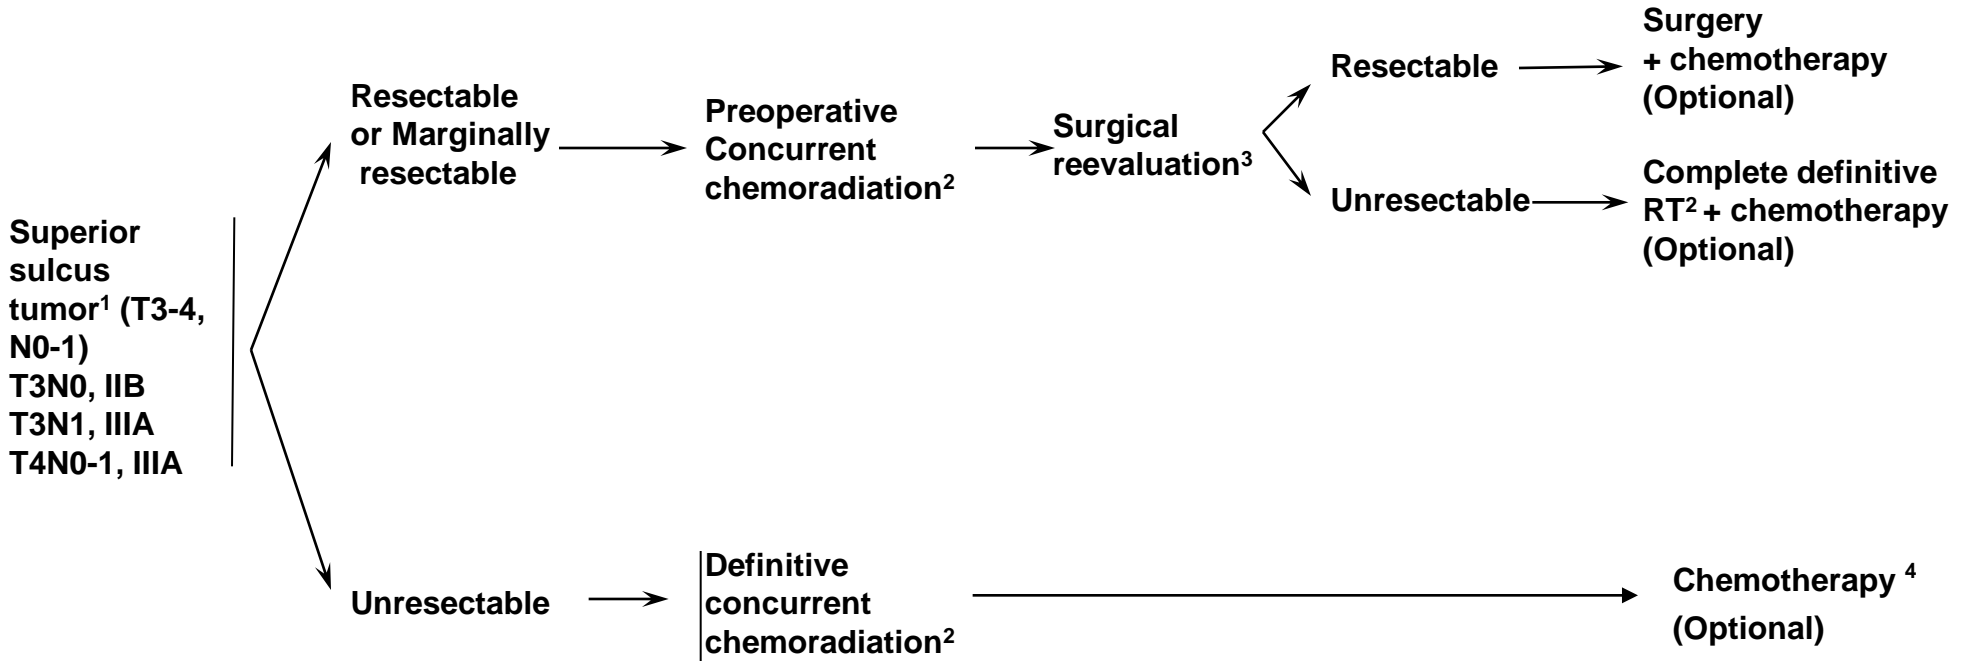 Superior
sulcus
tumor¹ (T3-4,
N0-1)
T3N0, IIB
T3N1, IIIA
T4N0-1, IIIA
Resectable
or Marginally
resectable
Preoperative
Concurrent
chemoradiation²
Surgical
reevaluation³
Resectable
Surgery
+ chemotherapy
(Optional)
Unresectable
Complete definitive
RT² + chemotherapy
(Optional)
Unresectable
Definitive
concurrent
chemoradiation²
Chemotherapy ⁴
(Optional)